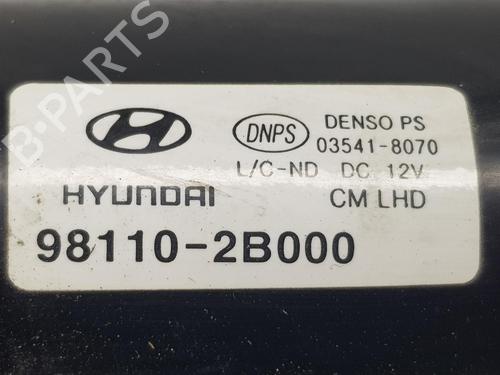 B-PARTS
DNPS
DENSO PS
03541-8070
L/C-ND DC 12V
HYUNDAI
CM LHD
98110-2B000